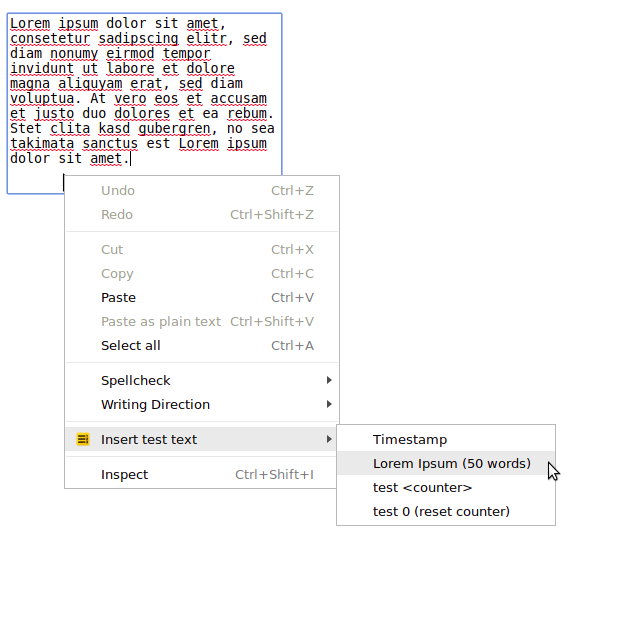 Lorem ipsum dolor sit amet,
consetetur sadipscing elitr, sed
diam nonumy eirmod tempor
invidunt ut labore et dolore
magna aliquyam erat, sed diam
voluptua. At vero eos et accusam
et justo duo dolores et ea rebum.
Stet clita kasd gubergren, no sea
takimata sanctus est Lorem ipsum
dolor sit amet.
Undo Ctrl+Z
Redo Ctrl+Shift+Z
Cut Ctrl+X
Copy Ctrl+C
Paste Ctrl+V
Paste as plain text Ctrl+Shift+V
Select all Ctrl+A
Spellcheck
Writing Direction
Insert test text
Inspect Ctrl+Shift+I
Timestamp
Lorem Ipsum (50 words)
test <counter>
test 0 (reset counter)